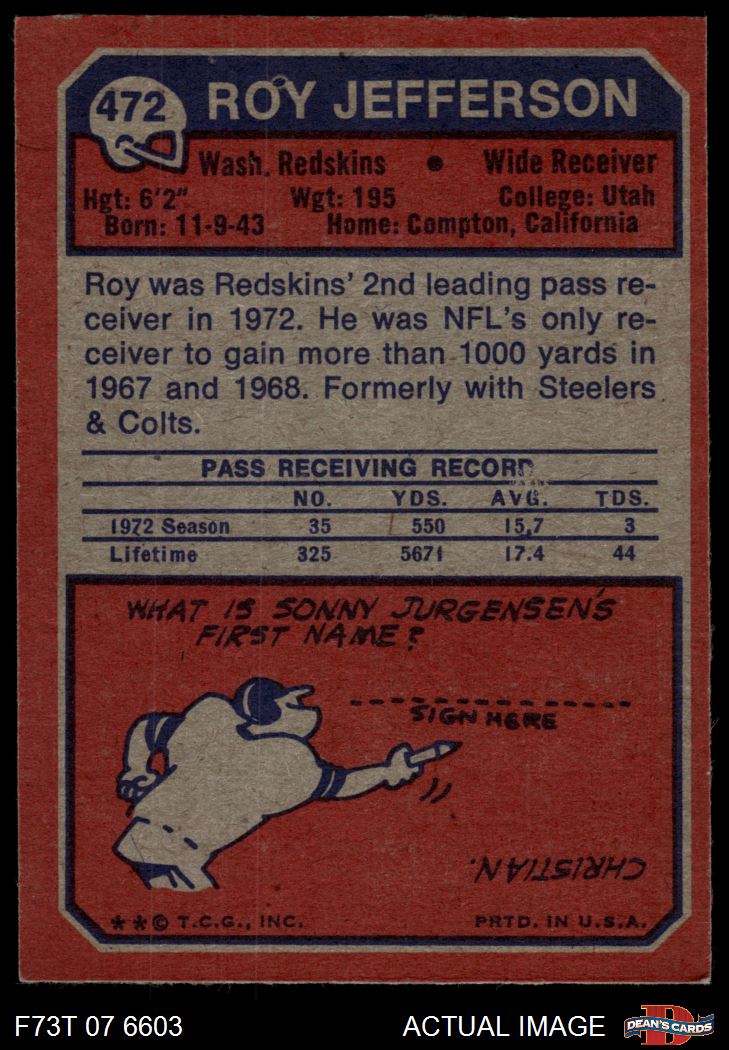 472 ROY JEFFERSON
Wash. Redskins • Wide Receiver
Hgt: 6'2" Wgt: 195 College: Utah
Born: 11-9-43 Home: Compton, California
Roy was Redskins' 2nd leading pass re-
ceiver in 1972. He was NFL's only re-
ceiver to gain more than 1000 yards in
1967 and 1968. Formerly with Steelers
& Colts.
PASS RECEIVING RECORD
NO. YDS. AVG. TDS.
1972 Season 35 550 15.7 3
Lifetime 325 5671 17.4 44
WHAT IS SONNY JURGENSEN'S
FIRST NAME?
SIGN HERE
CHRISTIAN.
**© T.C.G., INC. PRTD. IN U.S.A.
F73T 07 6603 ACTUAL IMAGE D DEAN'S CARDS